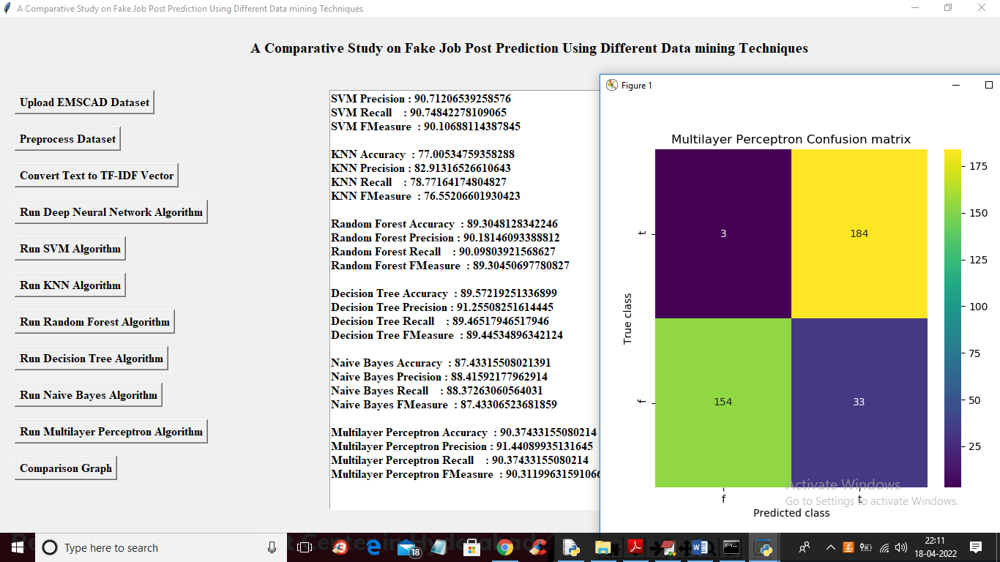 A Comparative Study on Fake Job Post Prediction Using Different Data mining Techniques
A Comparative Study on Fake Job Post Prediction Using Different Data mining Techniques
Upload EMSCAD Dataset
Preprocess Dataset
Convert Text to TF-IDF Vector
Run Deep Neural Network Algorithm
Run SVM Algorithm
Run KNN Algorithm
Run Random Forest Algorithm
Run Decision Tree Algorithm
Run Naive Bayes Algorithm
Run Multilayer Perceptron Algorithm
Comparison Graph
SVM Precision : 90.71206539258576
SVM Recall : 90.74842278109065
SVM FMeasure : 90.10688114387845
KNN Accuracy : 77.00534759358288
KNN Precision : 82.91316526610643
KNN Recall : 78.77164174804827
KNN FMeasure : 76.55206601930423
Random Forest Accuracy : 89.3048128342246
Random Forest Precision : 90.18146093388812
Random Forest Recall : 90.09803921568627
Random Forest FMeasure : 89.30450697780827
Decision Tree Accuracy : 89.57219251336899
Decision Tree Precision : 91.25508251614445
Decision Tree Recall : 89.46517946517946
Decision Tree FMeasure : 89.44534896342124
Naive Bayes Accuracy : 87.43315508021391
Naive Bayes Precision : 88.41592177962914
Naive Bayes Recall : 88.37263060564031
Naive Bayes FMeasure : 87.43306523681859
Multilayer Perceptron Accuracy : 90.37433155080214
Multilayer Perceptron Precision : 91.44089935131645
Multilayer Perceptron Recall : 90.37433155080214
Multilayer Perceptron FMeasure : 90.3119963159106
Figure 1
Multilayer Perceptron Confusion matrix
True class
t
f
3
184
154
33
f
t
Predicted class
175
150
125
100
75
50
25
Activate Windows
Go to Settings to activate Windows.
Type here to search
18
22:11
18-04-2022